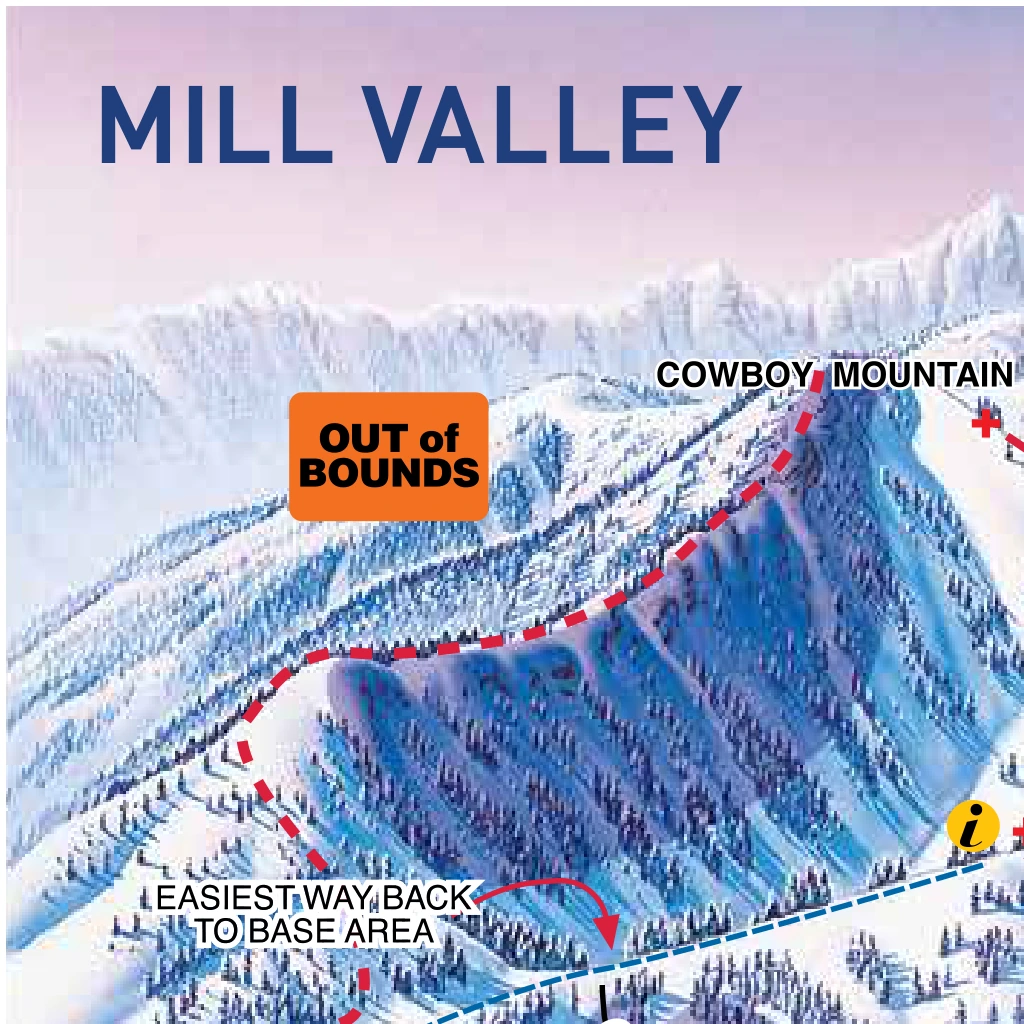 MILL VALLEY
COWBOY MOUNTAIN
OUT of
BOUNDS
i
EASIEST WAY BACK
TO BASE AREA